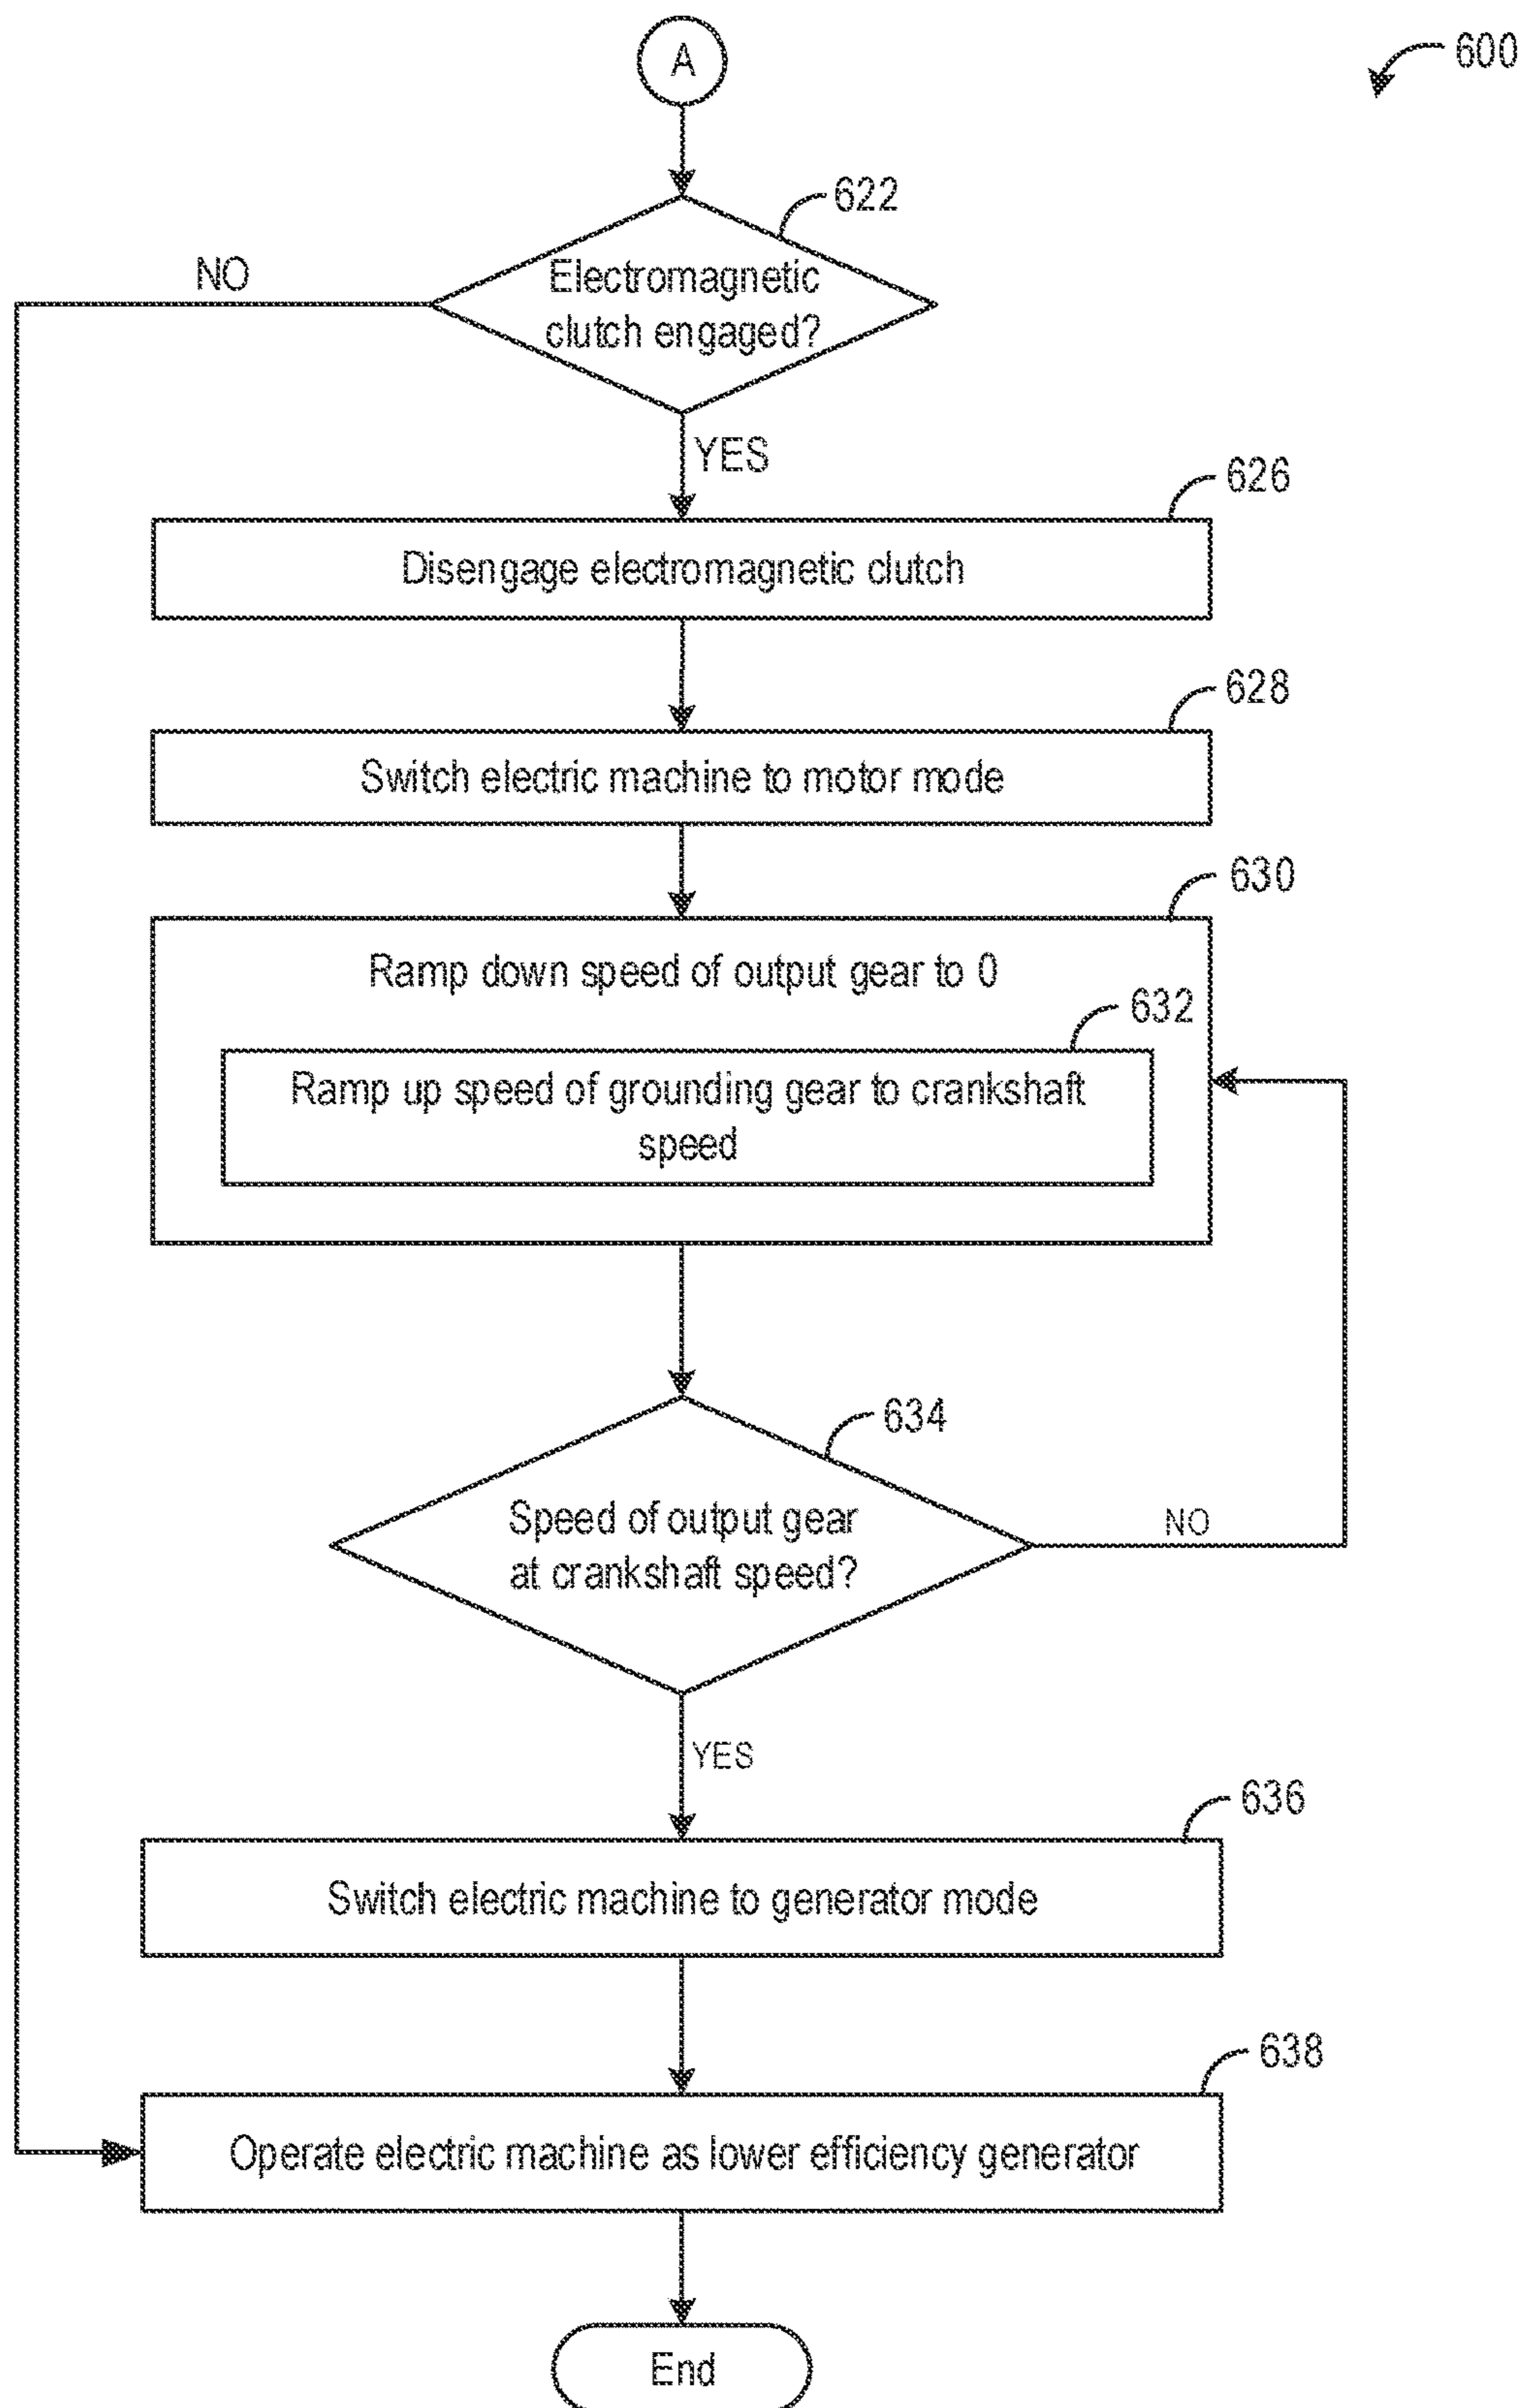 A
600
622
Electromagnetic
clutch engaged?
NO
YES
626
Disengage electromagnetic clutch
628
Switch electric machine to motor mode
630
Ramp down speed of output gear to 0
632
Ramp up speed of grounding gear to crankshaft
speed
634
Speed of output gear
at crankshaft speed?
NO
YES
636
Switch electric machine to generator mode
638
Operate electric machine as lower efficiency generator
End